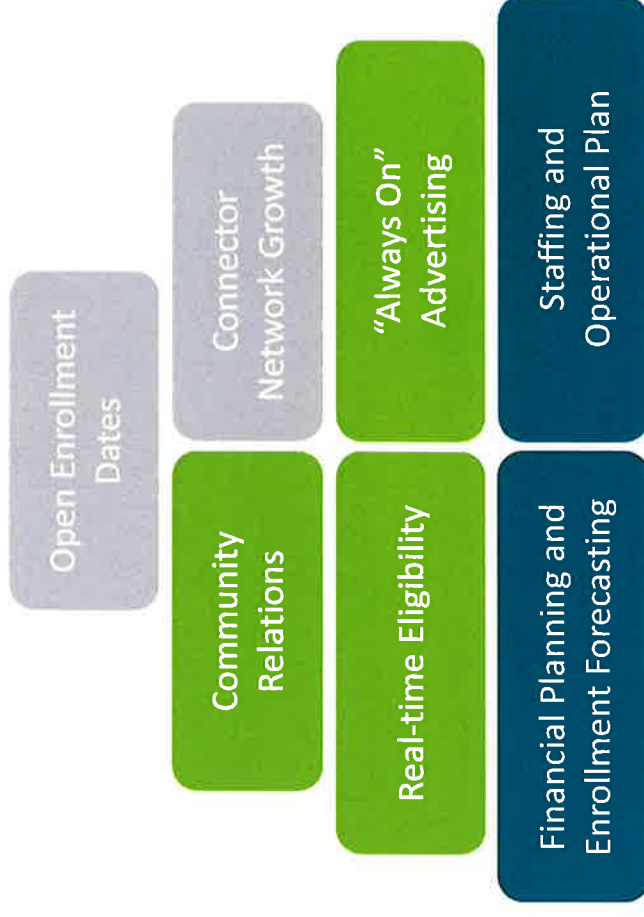 Open Enrollment
Dates
Community
Relations
Connector
Network Growth
Real-time Eligibility
“Always On”
Advertising
Financial Planning and
Enrollment Forecasting
Staffing and
Operational Plan